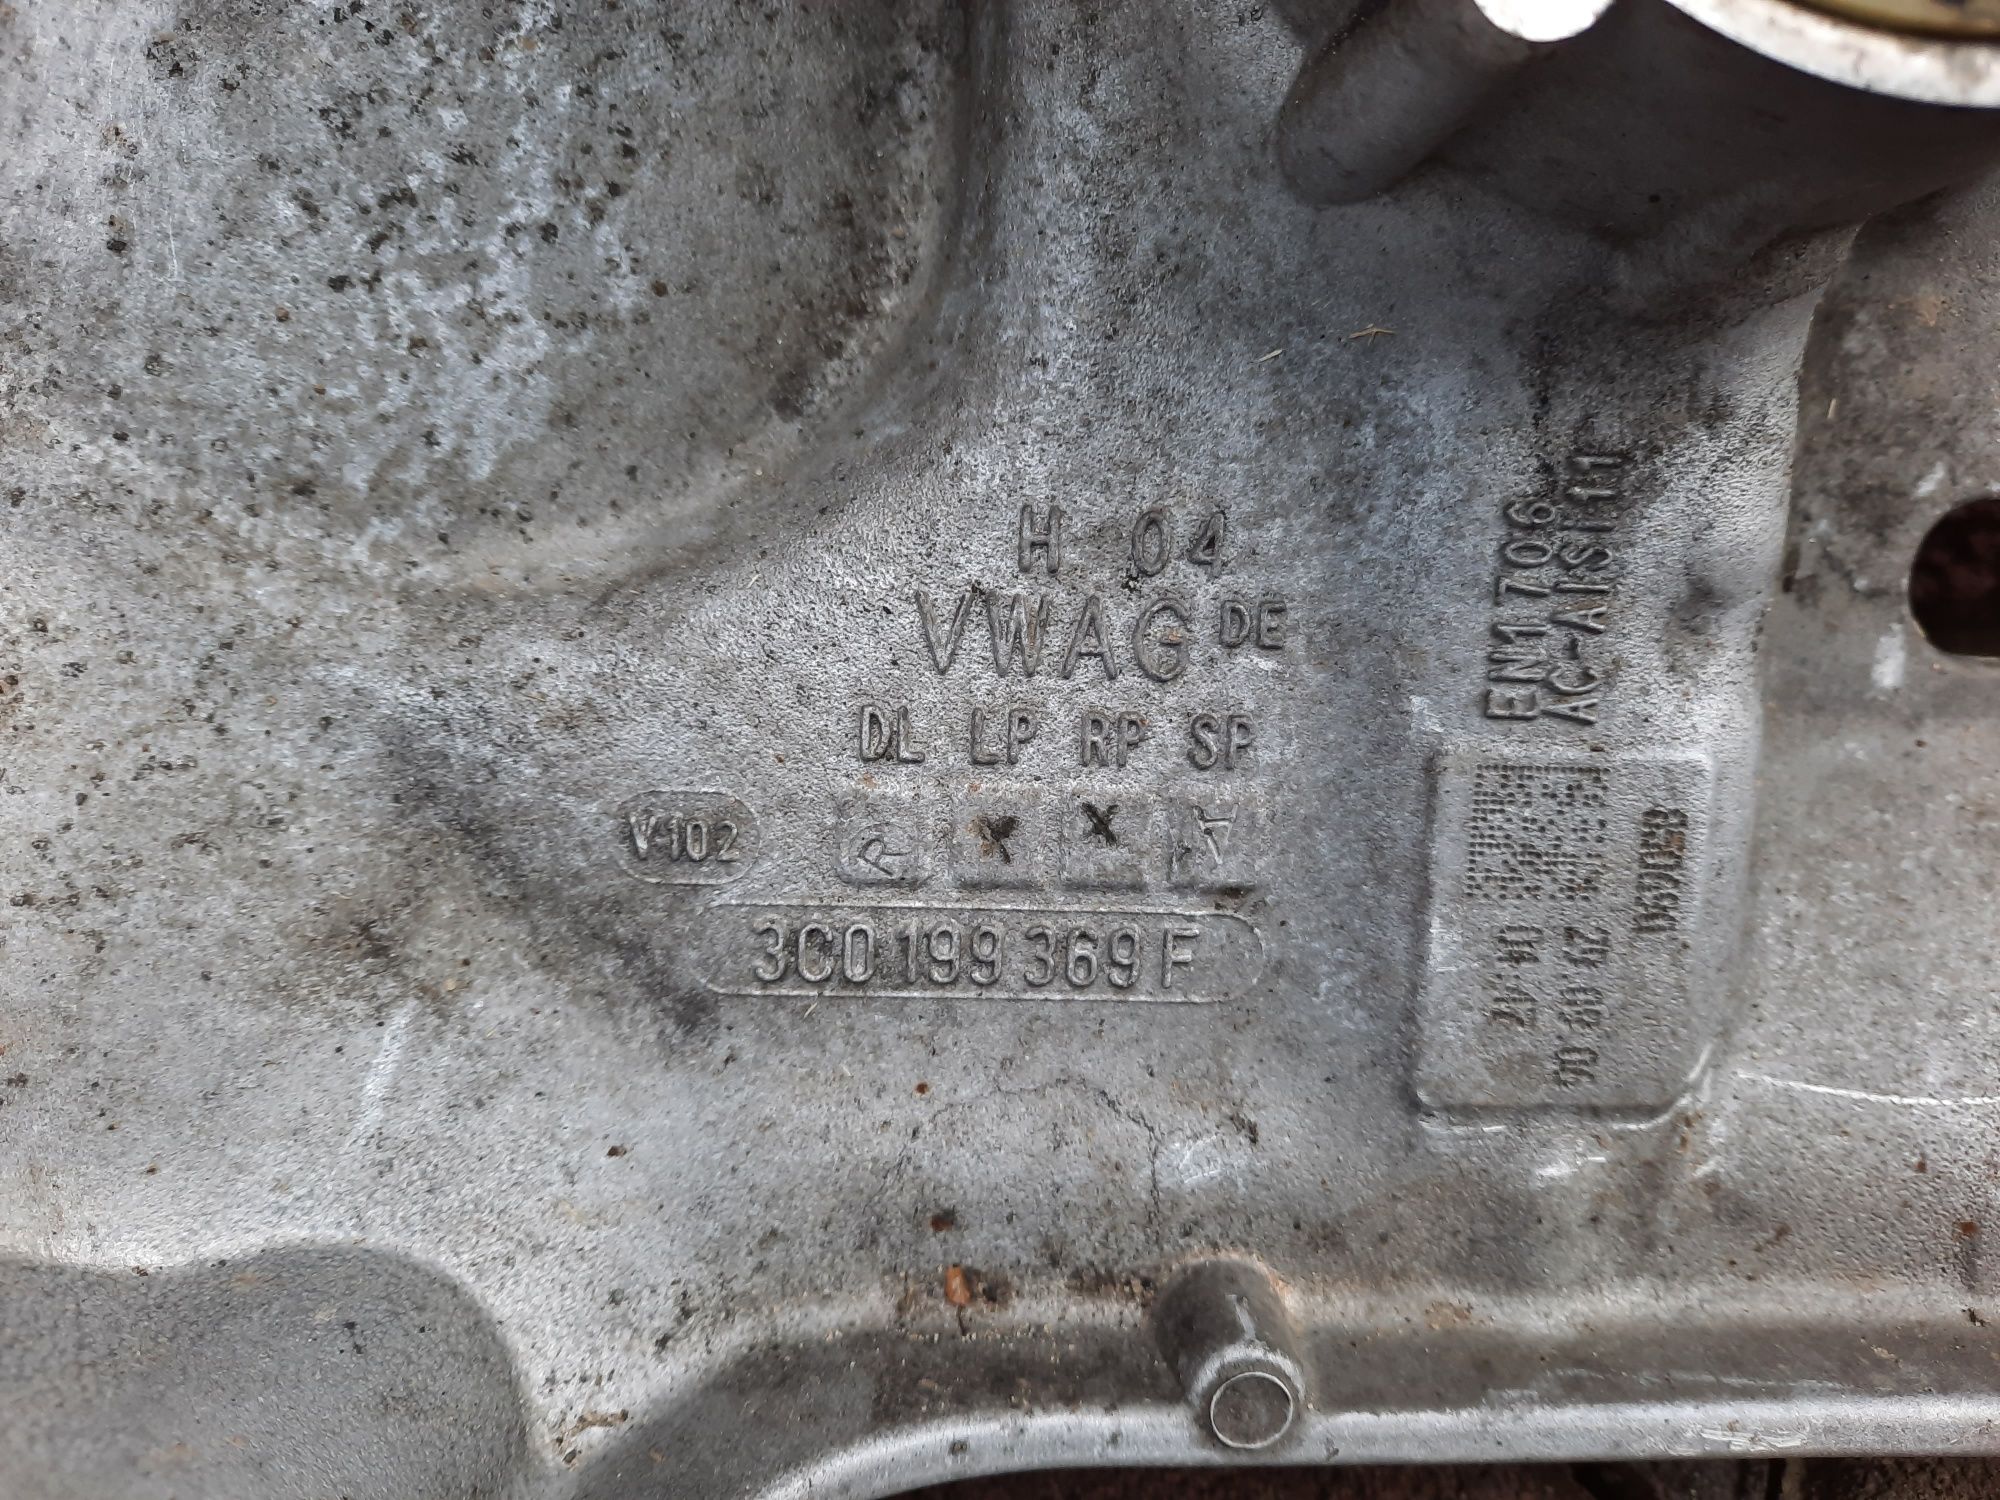 H 04
VWAG DE
DL LP RP SP
V102
3C0 199 369 F
EN1706
AC-AlSi11